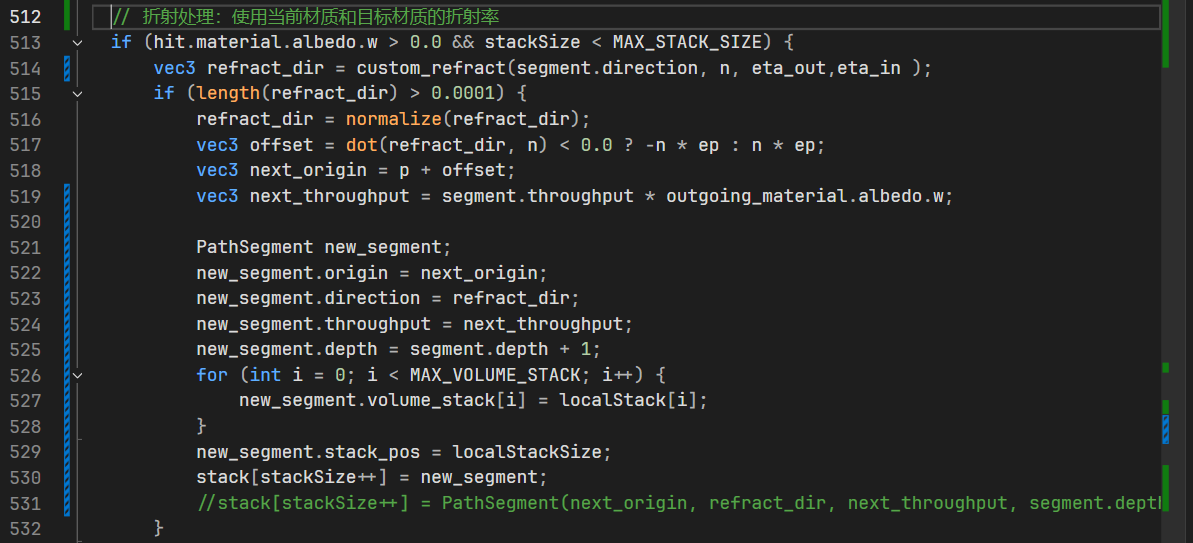 512 // 折射处理：使用当前材质和目标材质的折射率
513 if (hit.material.albedo.w > 0.0 && stackSize < MAX_STACK_SIZE) {
514 vec3 refract_dir = custom_refract(segment.direction, n, eta_out,eta_in );
515 if (length(refract_dir) > 0.0001) {
516 refract_dir = normalize(refract_dir);
517 vec3 offset = dot(refract_dir, n) < 0.0 ? -n * ep : n * ep;
518 vec3 next_origin = p + offset;
519 vec3 next_throughput = segment.throughput * outgoing_material.albedo.w;
520
521 PathSegment new_segment;
522 new_segment.origin = next_origin;
523 new_segment.direction = refract_dir;
524 new_segment.throughput = next_throughput;
525 new_segment.depth = segment.depth + 1;
526 for (int i = 0; i < MAX_VOLUME_STACK; i++) {
527 new_segment.volume_stack[i] = localStack[i];
528 }
529 new_segment.stack_pos = localStackSize;
530 stack[stackSize++] = new_segment;
531 //stack[stackSize++] = PathSegment(next_origin, refract_dir, next_throughput, segment.depth
532 }